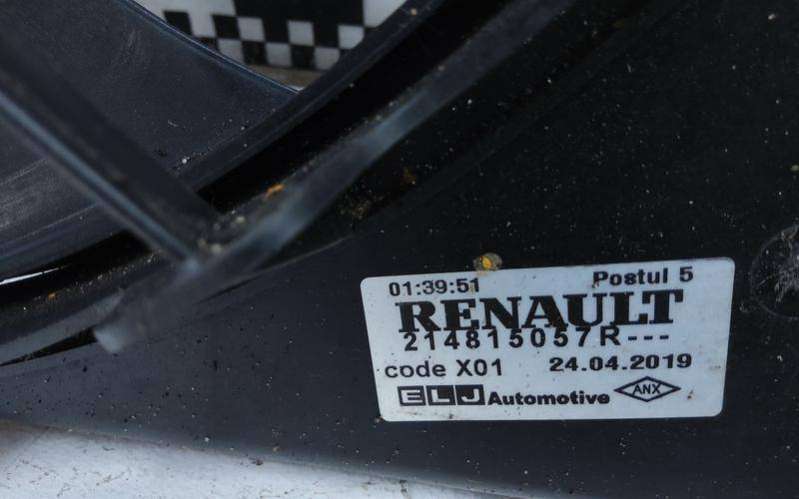 01:39:51 Postul 5
RENAULT
214815057R---
code X01 24.04.2019
ELJ Automotive ANX